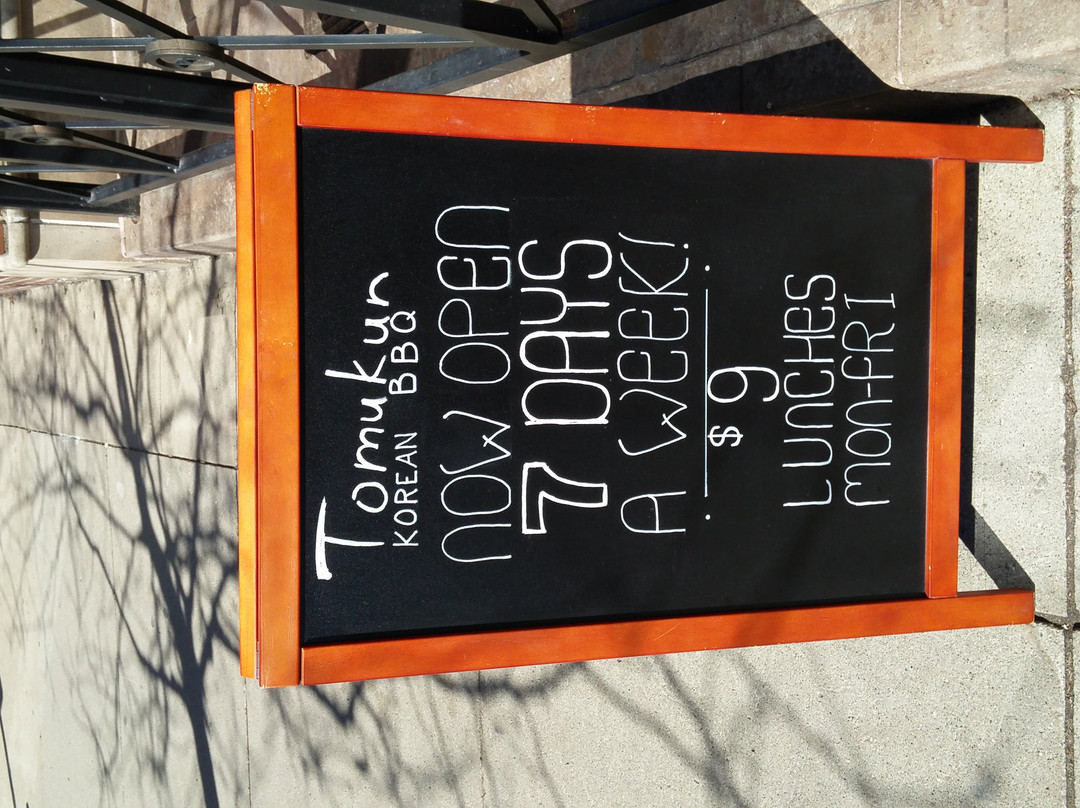 Tomukun
KOREAN BBQ
NOW OPEN
7 DAYS
A WEEK!
$9
LUNCHES
MON-FRI